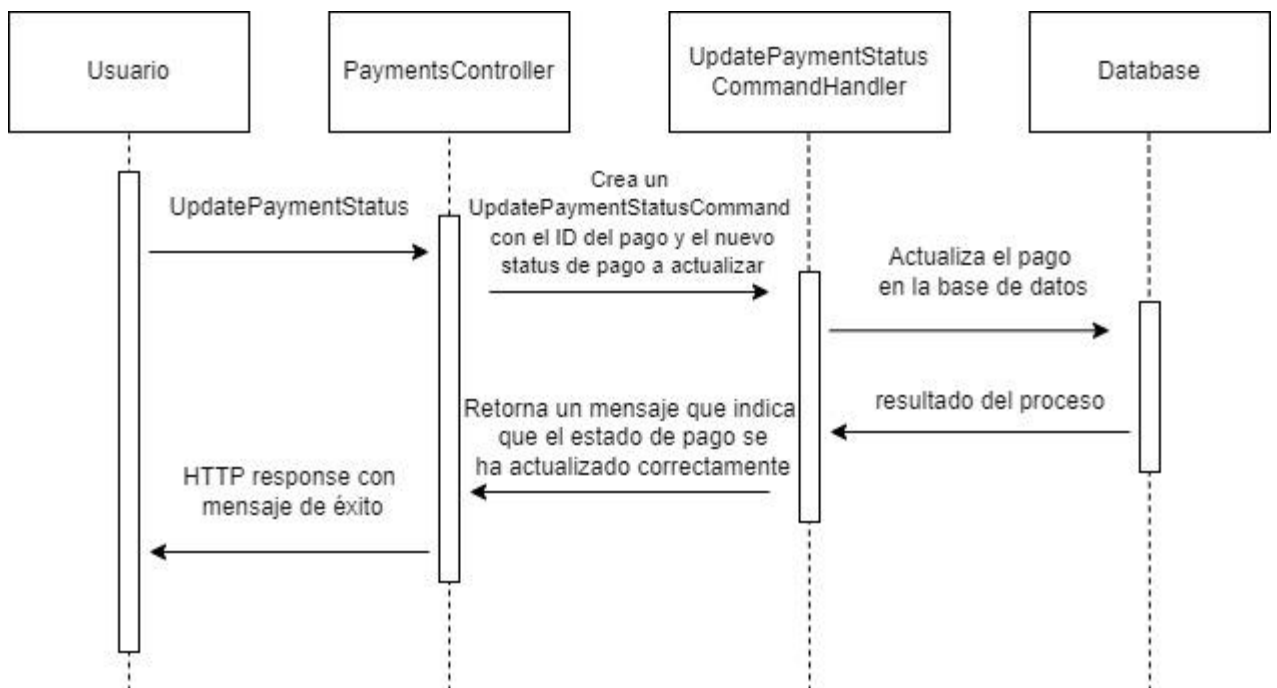 Usuario
PaymentsController
UpdatePaymentStatus
CommandHandler
Database
UpdatePaymentStatus
Crea un
UpdatePaymentStatusCommand
con el ID del pago y el nuevo
status de pago a actualizar
Actualiza el pago
en la base de datos
resultado del proceso
Retorna un mensaje que indica
que el estado de pago se
ha actualizado correctamente
HTTP response con
mensaje de éxito